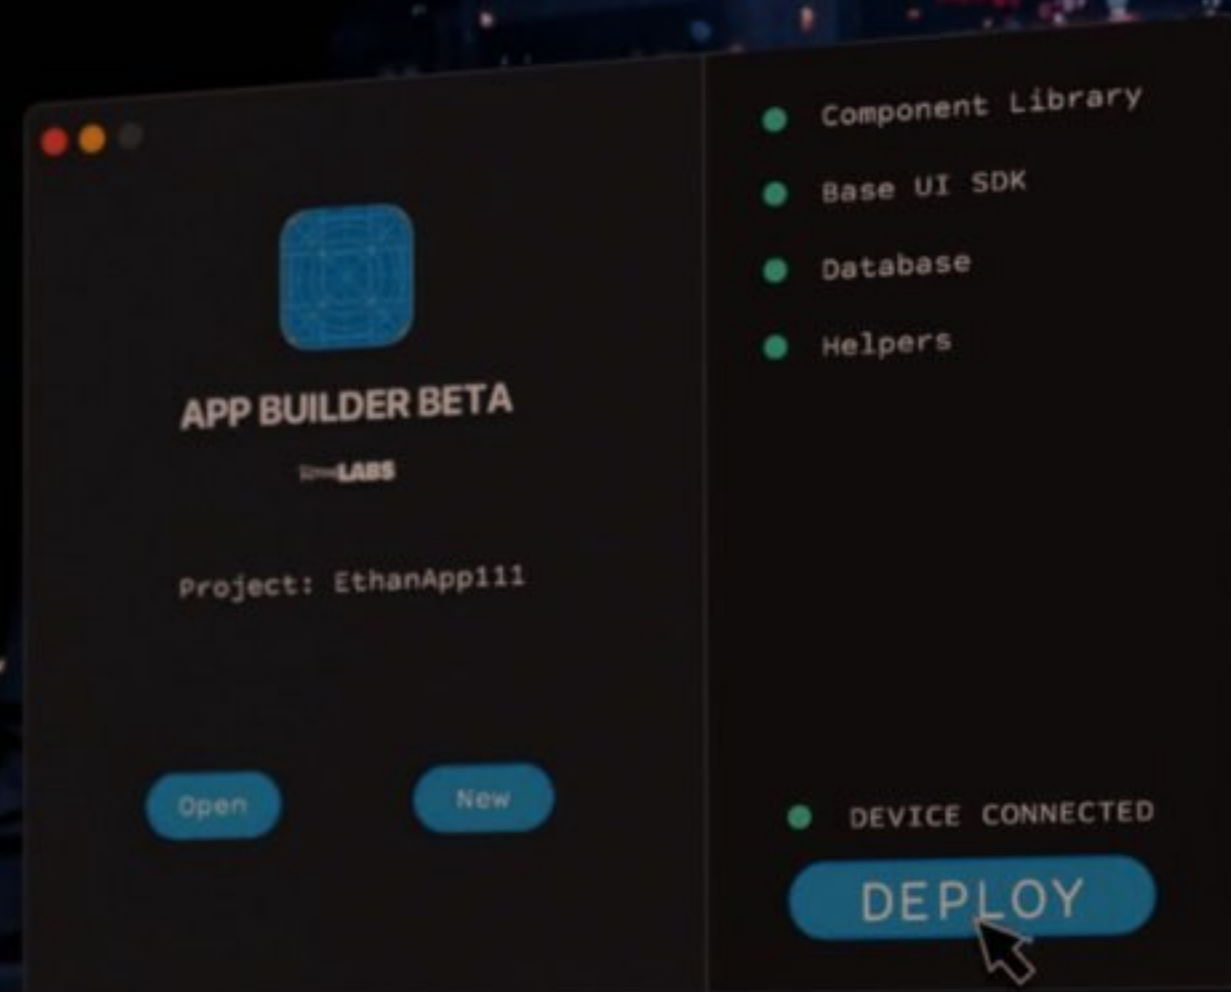 APP BUILDER BETA
LABS
Project: EthanApp111
Open
New
Component Library
Base UI SDK
Database
Helpers
DEVICE CONNECTED
DEPLOY